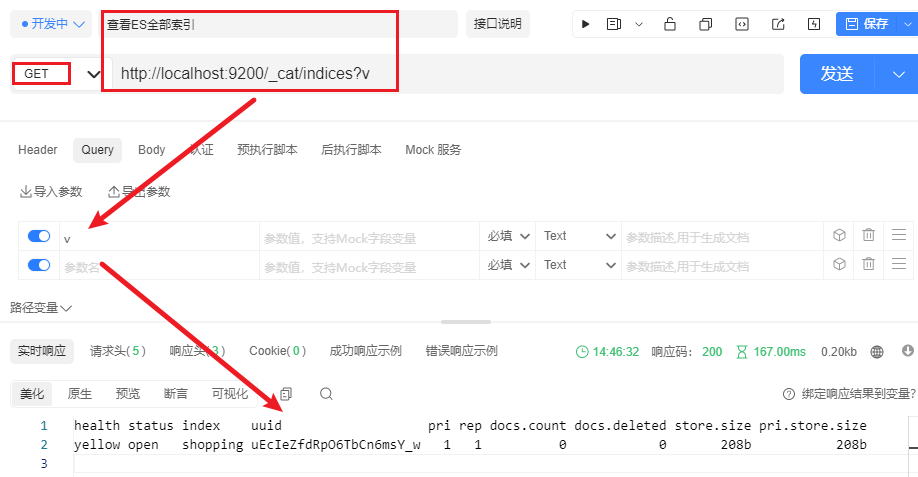 开发中 查看ES全部索引 接口说明 保存
GET http://localhost:9200/_cat/indices?v 发送
Header Query Body 认证 预执行脚本 后执行脚本 Mock 服务
导入参数 导出参数
v 参数值，支持Mock字段变量 必填 Text 参数描述,用于生成文档
参数名 参数值，支持Mock字段变量 必填 Text 参数描述,用于生成文档
路径变量
实时响应 请求头(5) 响应头(3) Cookie(0) 成功响应示例 错误响应示例 14:46:32 响应码: 200 167.00ms 0.20kb
美化 原生 预览 断言 可视化 绑定响应结果到变量?
1 health status index uuid pri rep docs.count docs.deleted store.size pri.store.size
2 yellow open shopping uEcIeZfdRpO6TbCn6msY_w 1 1 0 0 208b 208b
3